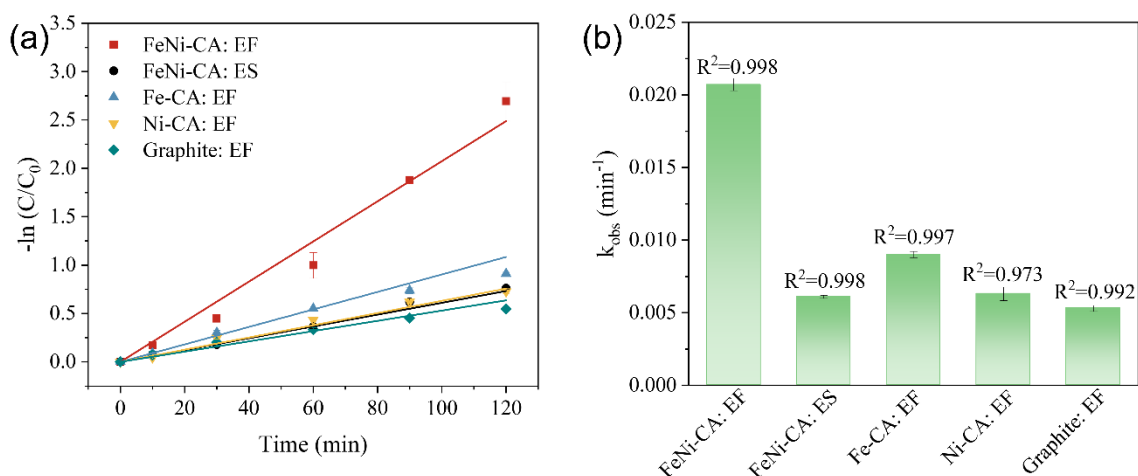 (a)
3.5
3.0
2.5
2.0
1.5
1.0
0.5
0.0
-ln (C/C₀)
FeNi-CA: EF
FeNi-CA: ES
Fe-CA: EF
Ni-CA: EF
Graphite: EF
0 20 40 60 80 100 120
Time (min)
(b)
0.025
0.020
0.015
0.010
0.005
0.000
k_obs (min⁻¹)
R²=0.998
R²=0.998
R²=0.997
R²=0.973
R²=0.992
FeNi-CA: EF
FeNi-CA: ES
Fe-CA: EF
Ni-CA: EF
Graphite: EF